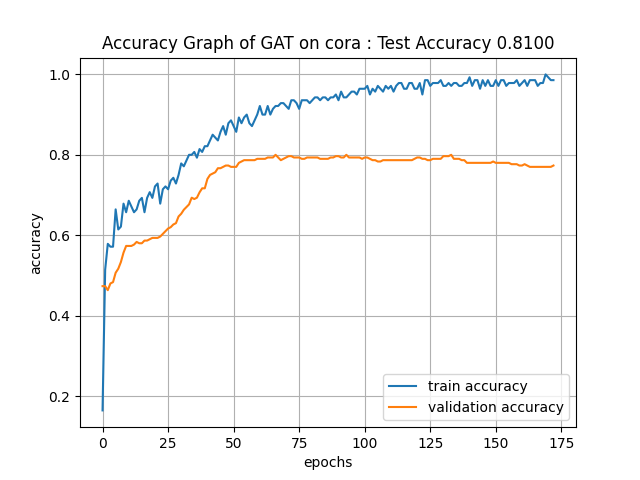 Accuracy Graph of GAT on cora : Test Accuracy 0.8100
1.0
0.8
0.6
0.4
0.2
accuracy
train accuracy
validation accuracy
0 25 50 75 100 125 150 175
epochs